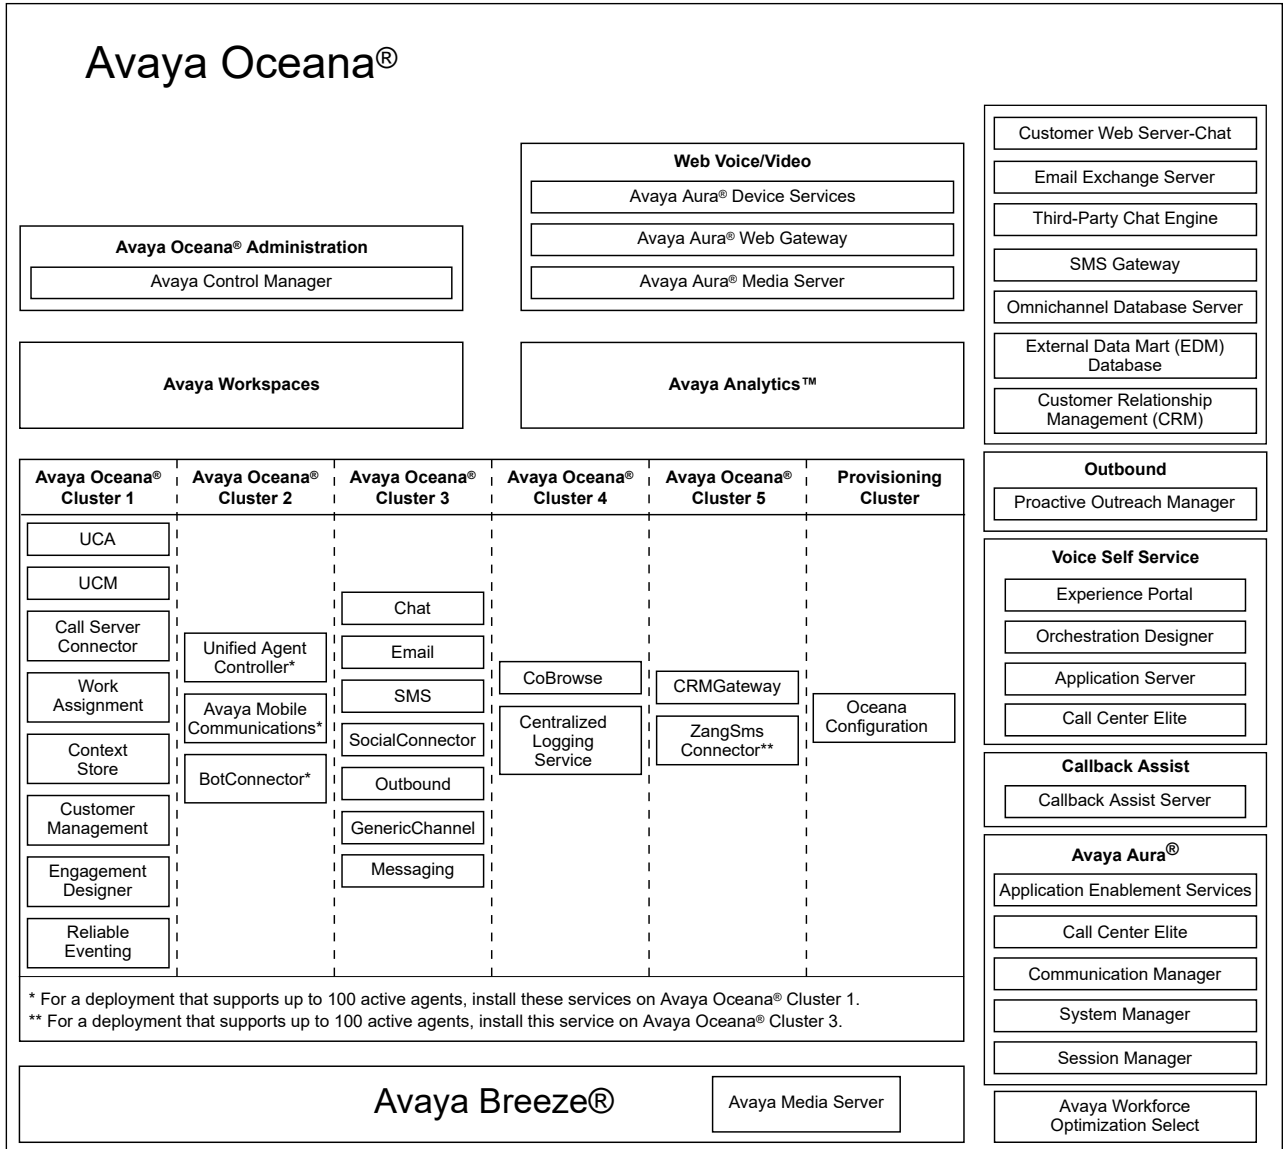 Avaya Oceana®
Avaya Oceana® Administration
Avaya Control Manager
Web Voice/Video
Avaya Aura® Device Services
Avaya Aura® Web Gateway
Avaya Aura® Media Server
Avaya Workspaces
Avaya Analytics™
Avaya Oceana®
Cluster 1
UCA
UCM
Call Server
Connector
Work
Assignment
Context
Store
Customer
Management
Engagement
Designer
Reliable
Eventing
Avaya Oceana®
Cluster 2
Unified Agent
Controller*
Avaya Mobile
Communications*
BotConnector*
Avaya Oceana®
Cluster 3
Chat
Email
SMS
SocialConnector
Outbound
GenericChannel
Messaging
Avaya Oceana®
Cluster 4
CoBrowse
Centralized
Logging
Service
Avaya Oceana®
Cluster 5
CRMGateway
ZangSms
Connector**
Provisioning
Cluster
Oceana
Configuration
* For a deployment that supports up to 100 active agents, install these services on Avaya Oceana® Cluster 1.
** For a deployment that supports up to 100 active agents, install this service on Avaya Oceana® Cluster 3.
Avaya Breeze®
Avaya Media Server
Customer Web Server-Chat
Email Exchange Server
Third-Party Chat Engine
SMS Gateway
Omnichannel Database Server
External Data Mart (EDM)
Database
Customer Relationship
Management (CRM)
Outbound
Proactive Outreach Manager
Voice Self Service
Experience Portal
Orchestration Designer
Application Server
Call Center Elite
Callback Assist
Callback Assist Server
Avaya Aura®
Application Enablement Services
Call Center Elite
Communication Manager
System Manager
Session Manager
Avaya Workforce
Optimization Select